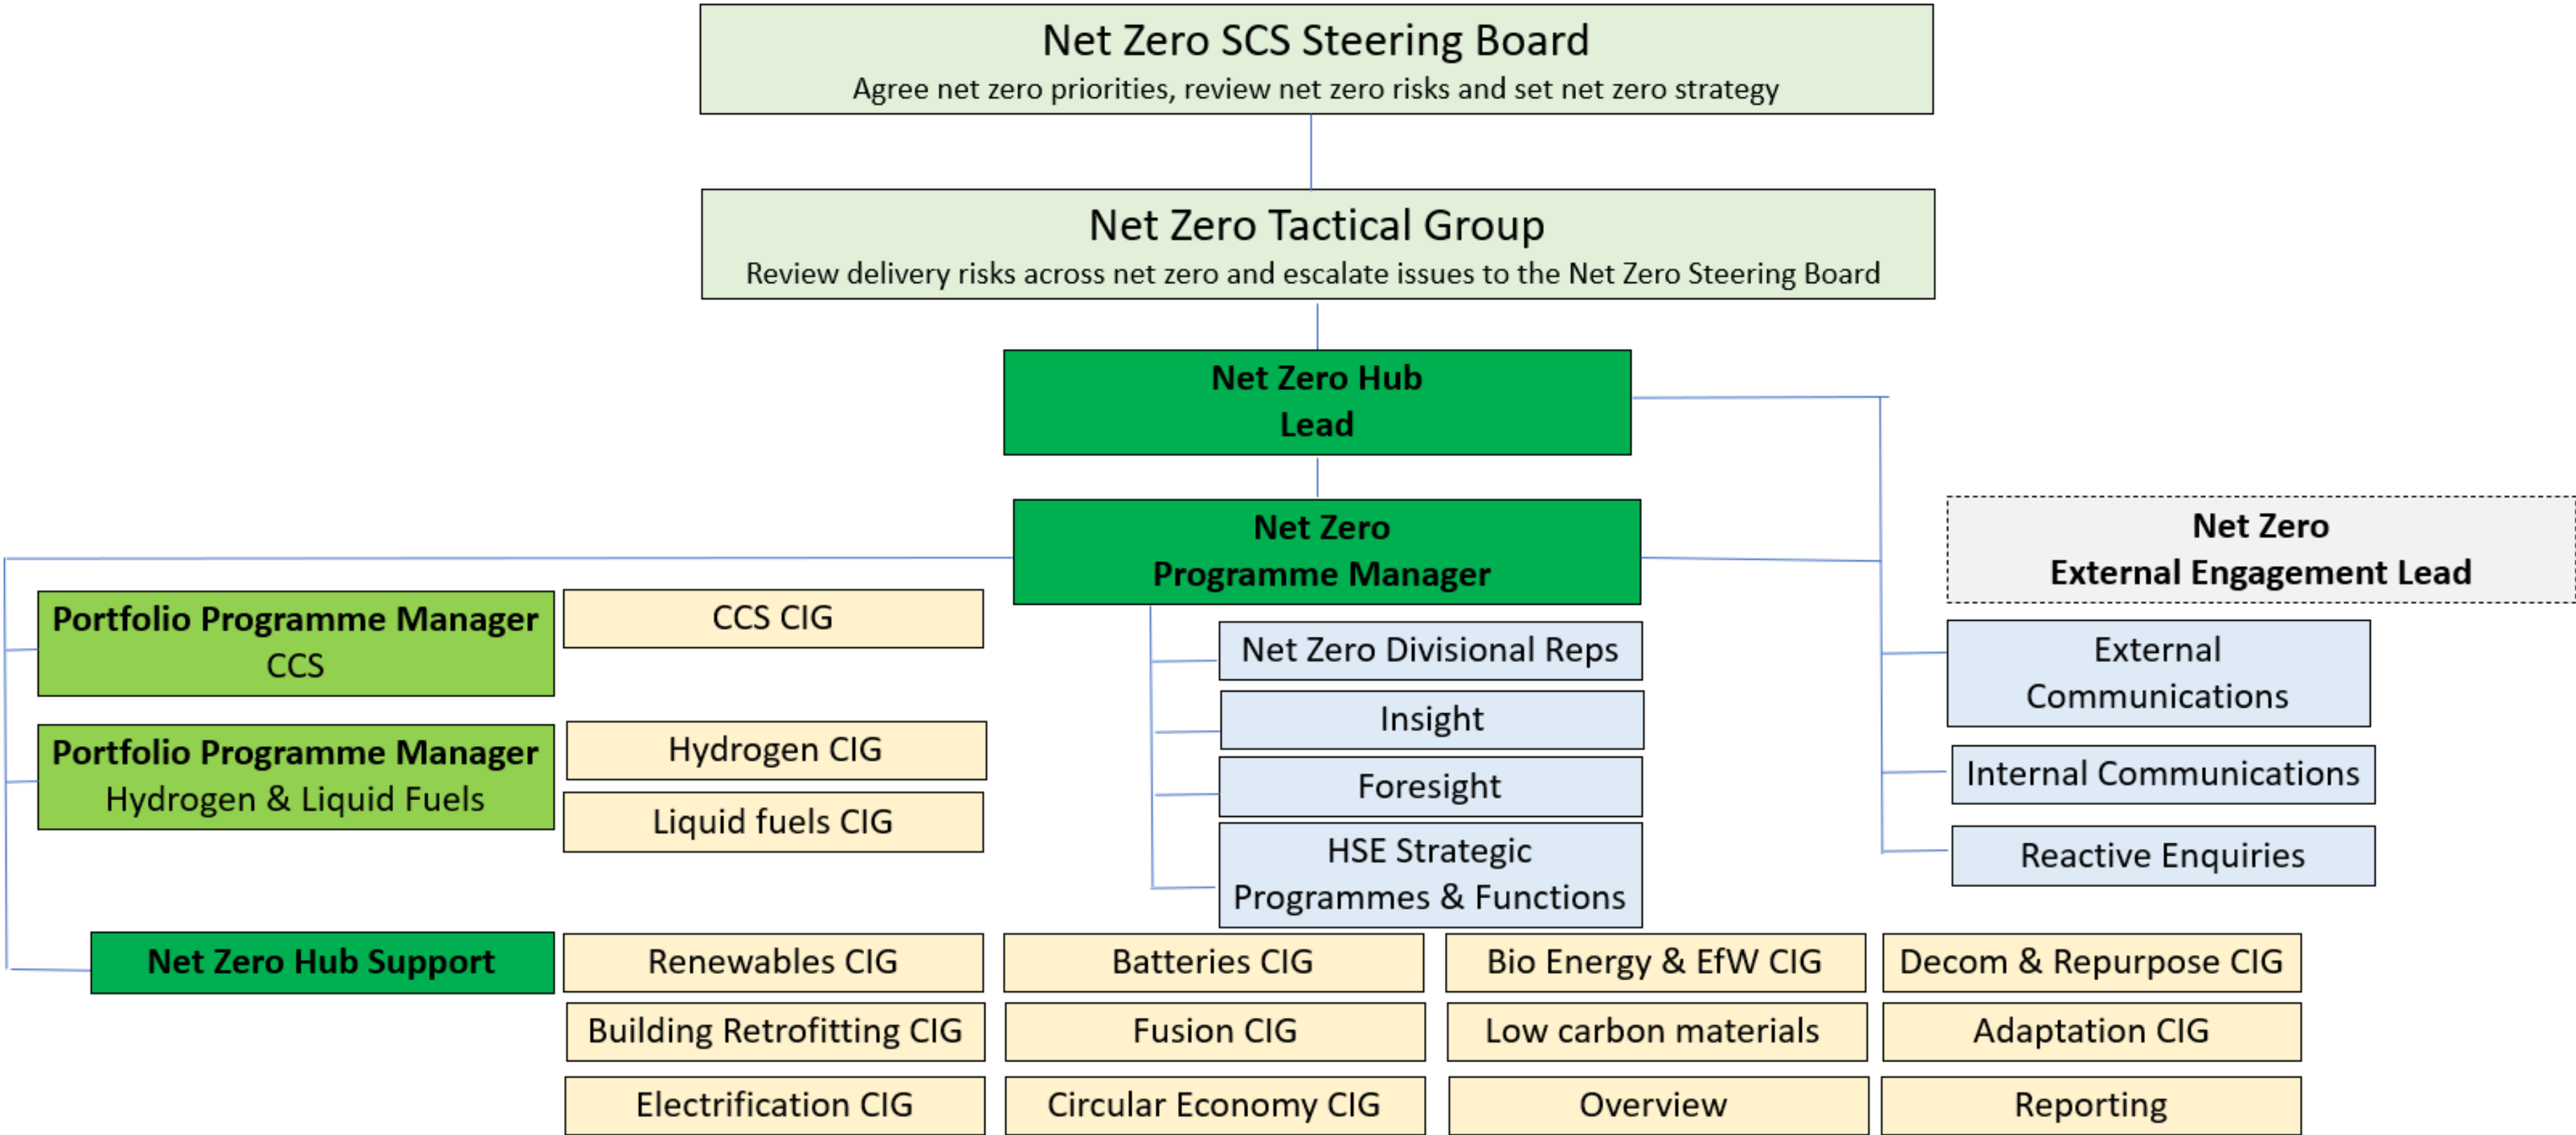 Net Zero SCS Steering Board
Agree net zero priorities, review net zero risks and set net zero strategy
Net Zero Tactical Group
Review delivery risks across net zero and escalate issues to the Net Zero Steering Board
Net Zero Hub
Lead
Net Zero
Programme Manager
Net Zero
External Engagement Lead
Portfolio Programme Manager
CCS
CCS CIG
Portfolio Programme Manager
Hydrogen & Liquid Fuels
Hydrogen CIG
Liquid fuels CIG
Net Zero Divisional Reps
Insight
Foresight
HSE Strategic
Programmes & Functions
External
Communications
Internal Communications
Reactive Enquiries
Net Zero Hub Support
Renewables CIG
Batteries CIG
Bio Energy & EfW CIG
Decom & Repurpose CIG
Building Retrofitting CIG
Fusion CIG
Low carbon materials
Adaptation CIG
Electrification CIG
Circular Economy CIG
Overview
Reporting